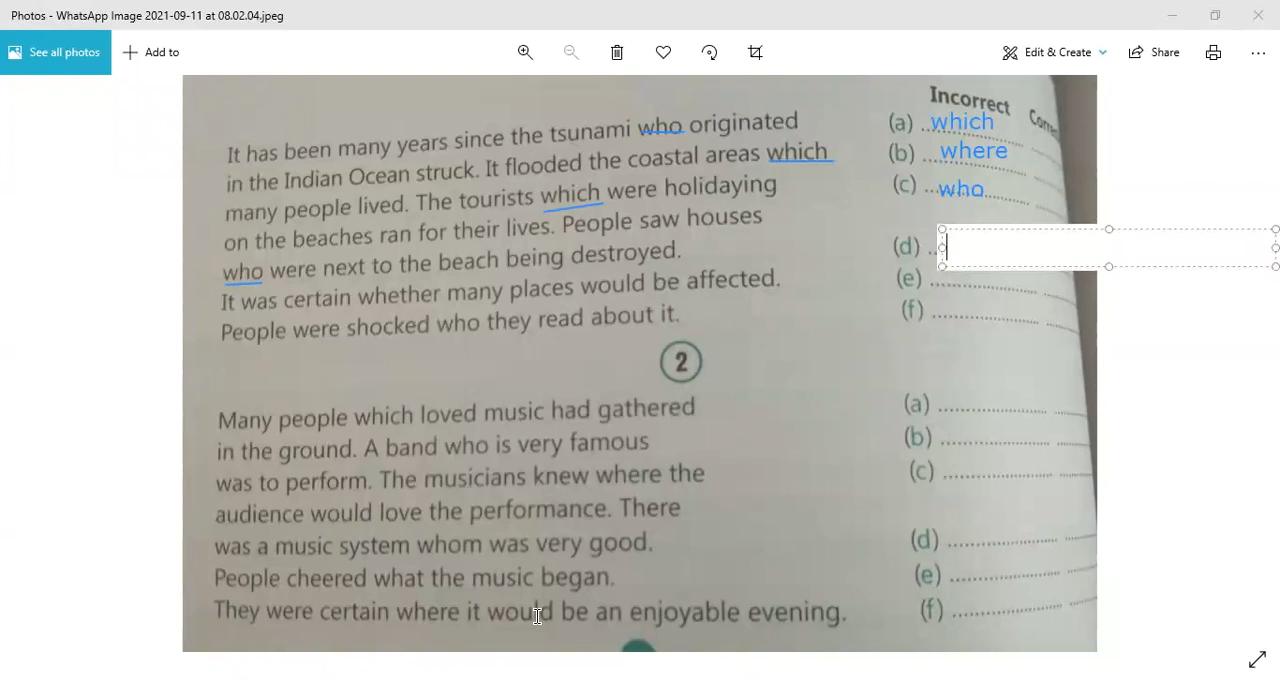 Photos - WhatsApp Image 2021-09-11 at 08.02.04.jpeg
See all photos
Add to
Edit & Create
Share
Incorrect
It has been many years since the tsunami who originated
(a) which
in the Indian Ocean struck. It flooded the coastal areas which
(b) where
many people lived. The tourists which were holidaying
(c) who
on the beaches ran for their lives. People saw houses
who were next to the beach being destroyed.
(d)
It was certain whether many places would be affected.
(e)
People were shocked who they read about it.
(f)
2
Many people which loved music had gathered
(a)
in the ground. A band who is very famous
(b)
was to perform. The musicians knew where the
(c)
audience would love the performance. There
was a music system whom was very good.
(d)
People cheered what the music began.
(e)
They were certain where it would be an enjoyable evening.
(f)